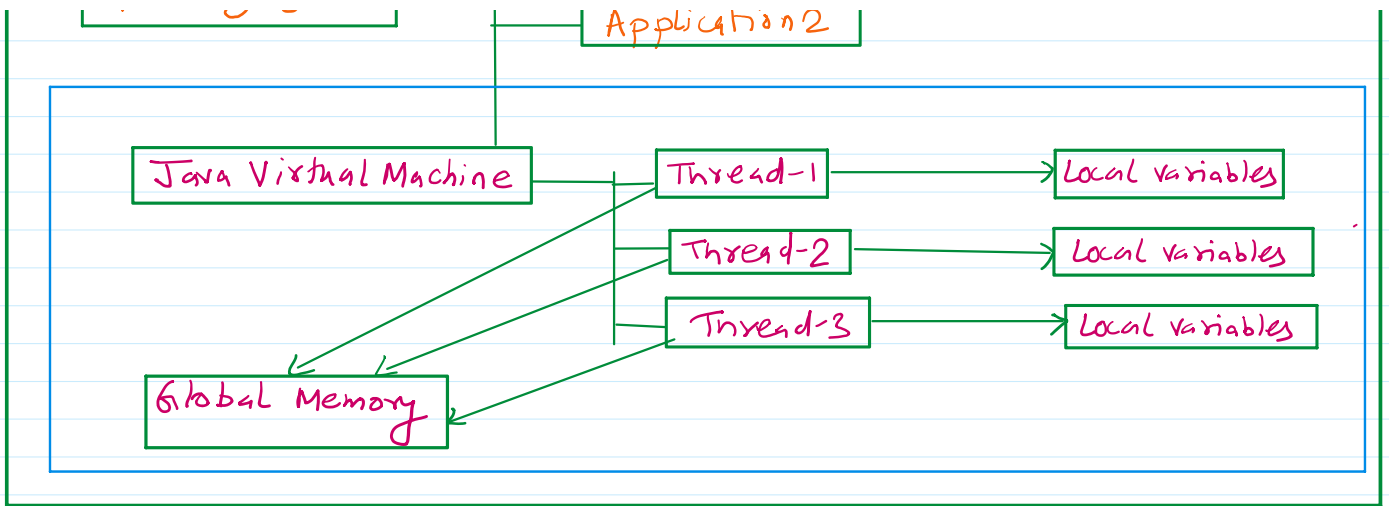 Application2
Java Virtual Machine
Thread-1
Local variables
Thread-2
Local variables
Thread-3
Local variables
Global Memory